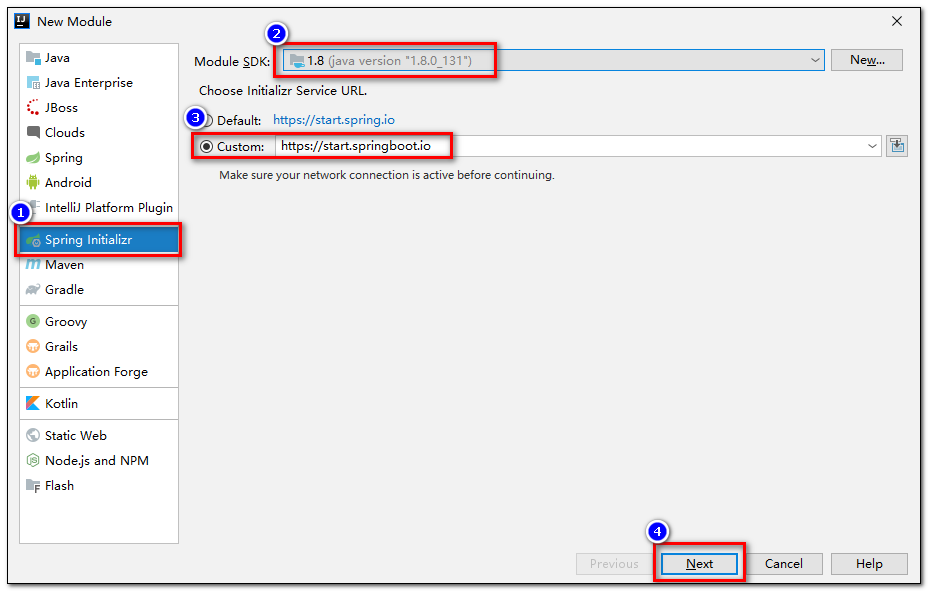 New Module
Java
Java Enterprise
JBoss
Clouds
Spring
Android
IntelliJ Platform Plugin
1
Spring Initializr
Maven
Gradle
Groovy
Grails
Application Forge
Kotlin
Static Web
Node.js and NPM
Flash
2
Module SDK: 1.8 (java version "1.8.0_131") New...
Choose Initializr Service URL.
3
Default: https://start.spring.io
Custom: https://start.springboot.io
Make sure your network connection is active before continuing.
4
Previous Next Cancel Help